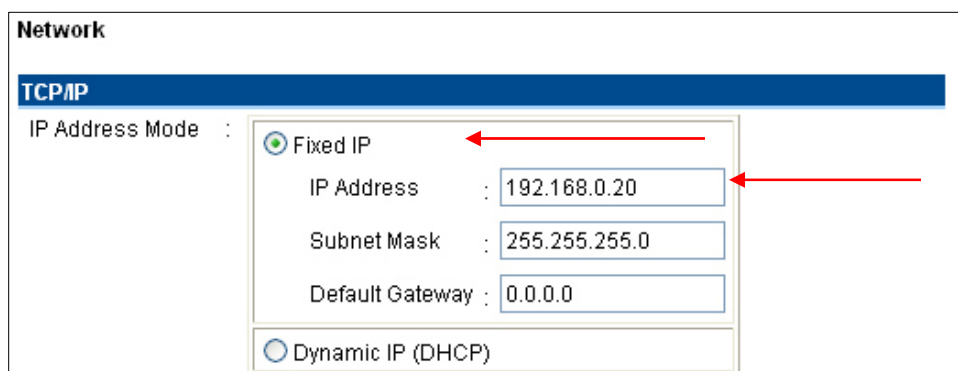 Network
TCP/IP
IP Address Mode :
Fixed IP
IP Address : 192.168.0.20
Subnet Mask : 255.255.255.0
Default Gateway : 0.0.0.0
Dynamic IP (DHCP)